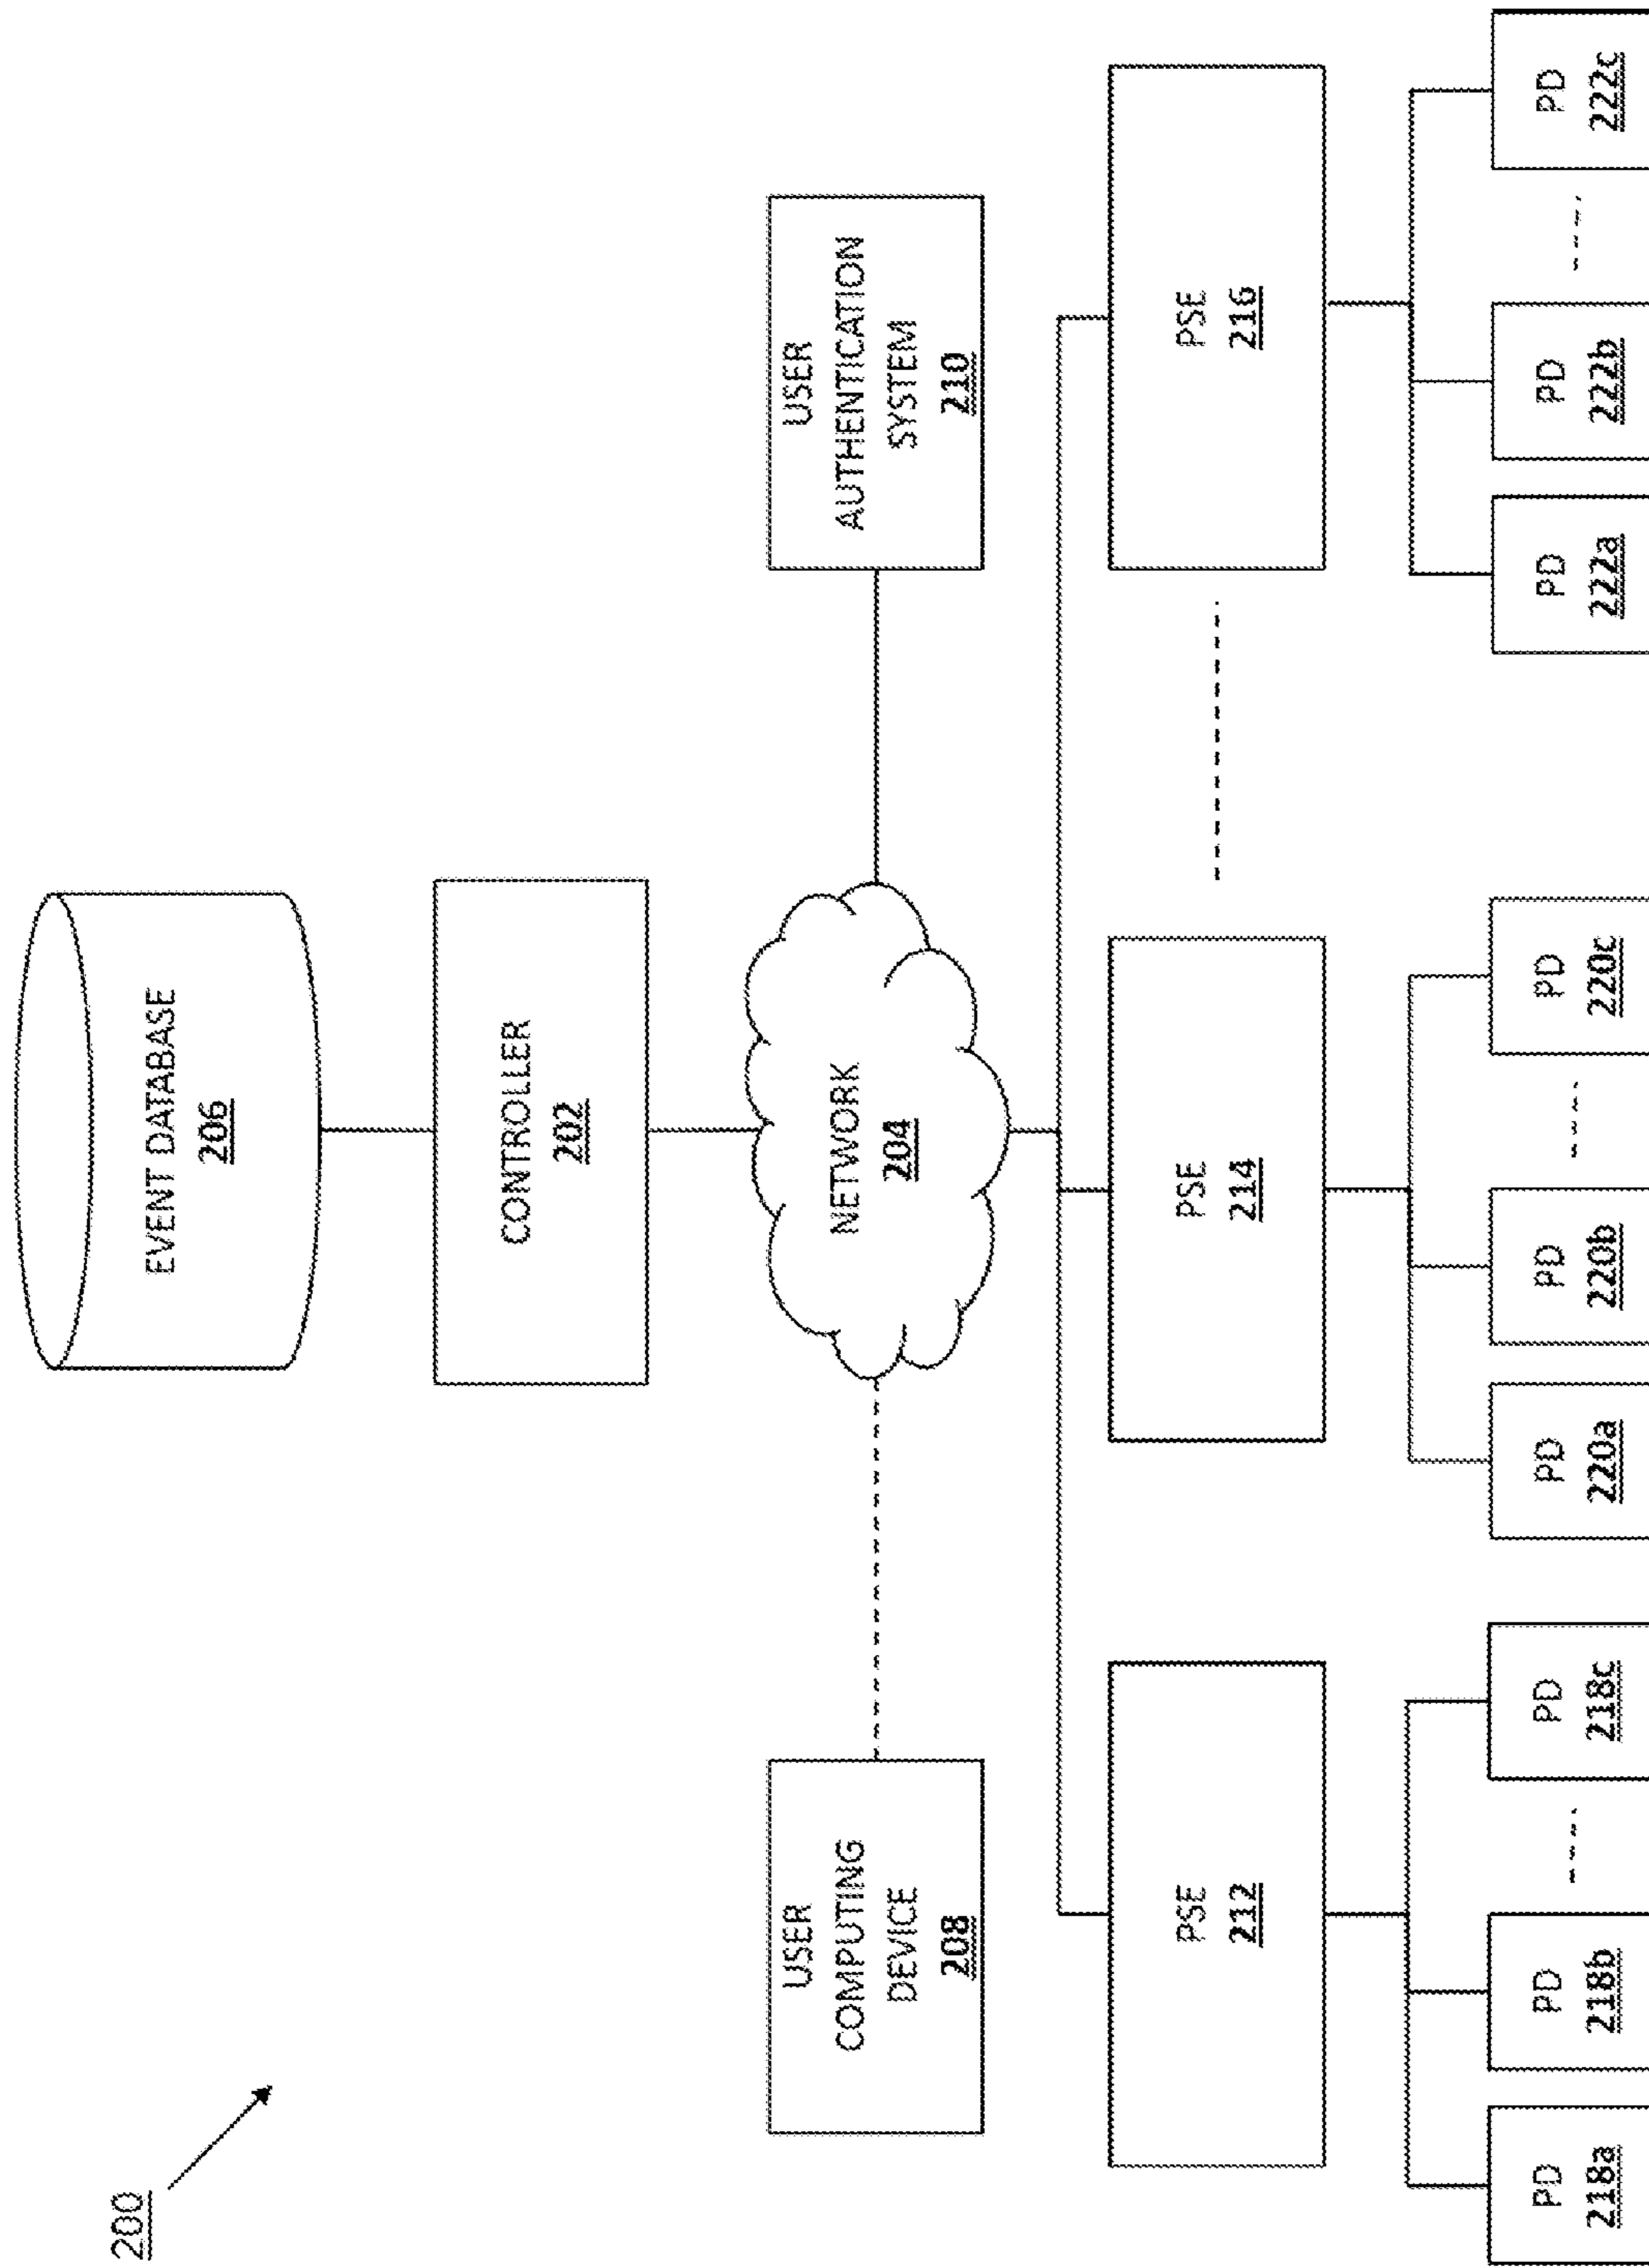 200
EVENT DATABASE
206
CONTROLLER
202
USER
COMPUTING
DEVICE
208
NETWORK
204
USER
AUTHENTICATION
SYSTEM
210
PSE
212
PSE
214
PSE
216
PD
218a
PD
218b
PD
218c
PD
220a
PD
220b
PD
220c
PD
222a
PD
222b
PD
222c